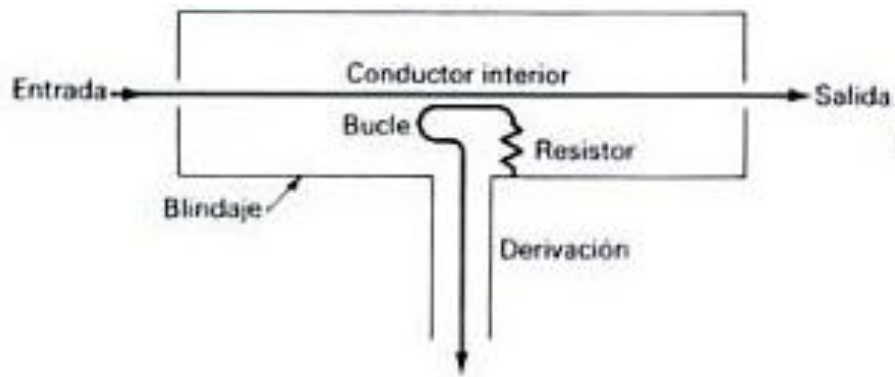 Conductor interior
Entrada
Salida
Bucle
Resistor
Blindaje
Derivación